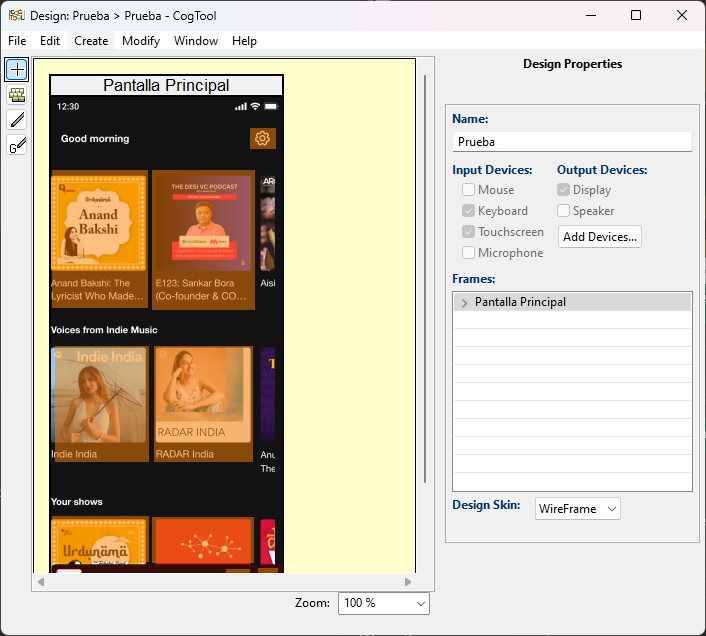 Design: Prueba > Prueba - CogTool
File Edit Create Modify Window Help
Pantalla Principal
12:30
Good morning
Urdunāmā
Anand
Bakshi
THE DESI VC PODCAST
Anand Bakshi: The
Lyricist Who Made...
E123: Sankar Bora
(Co-founder & CO...
Aisi
Voices from Indie Music
Indie India
RADAR INDIA
Indie India
RADAR India
Anu
The
Your shows
Urdunāmā
Zoom: 100 %
Design Properties
Name:
Prueba
Input Devices: Output Devices:
Mouse Display
Keyboard Speaker
Touchscreen Add Devices...
Microphone
Frames:
Pantalla Principal
Design Skin: WireFrame